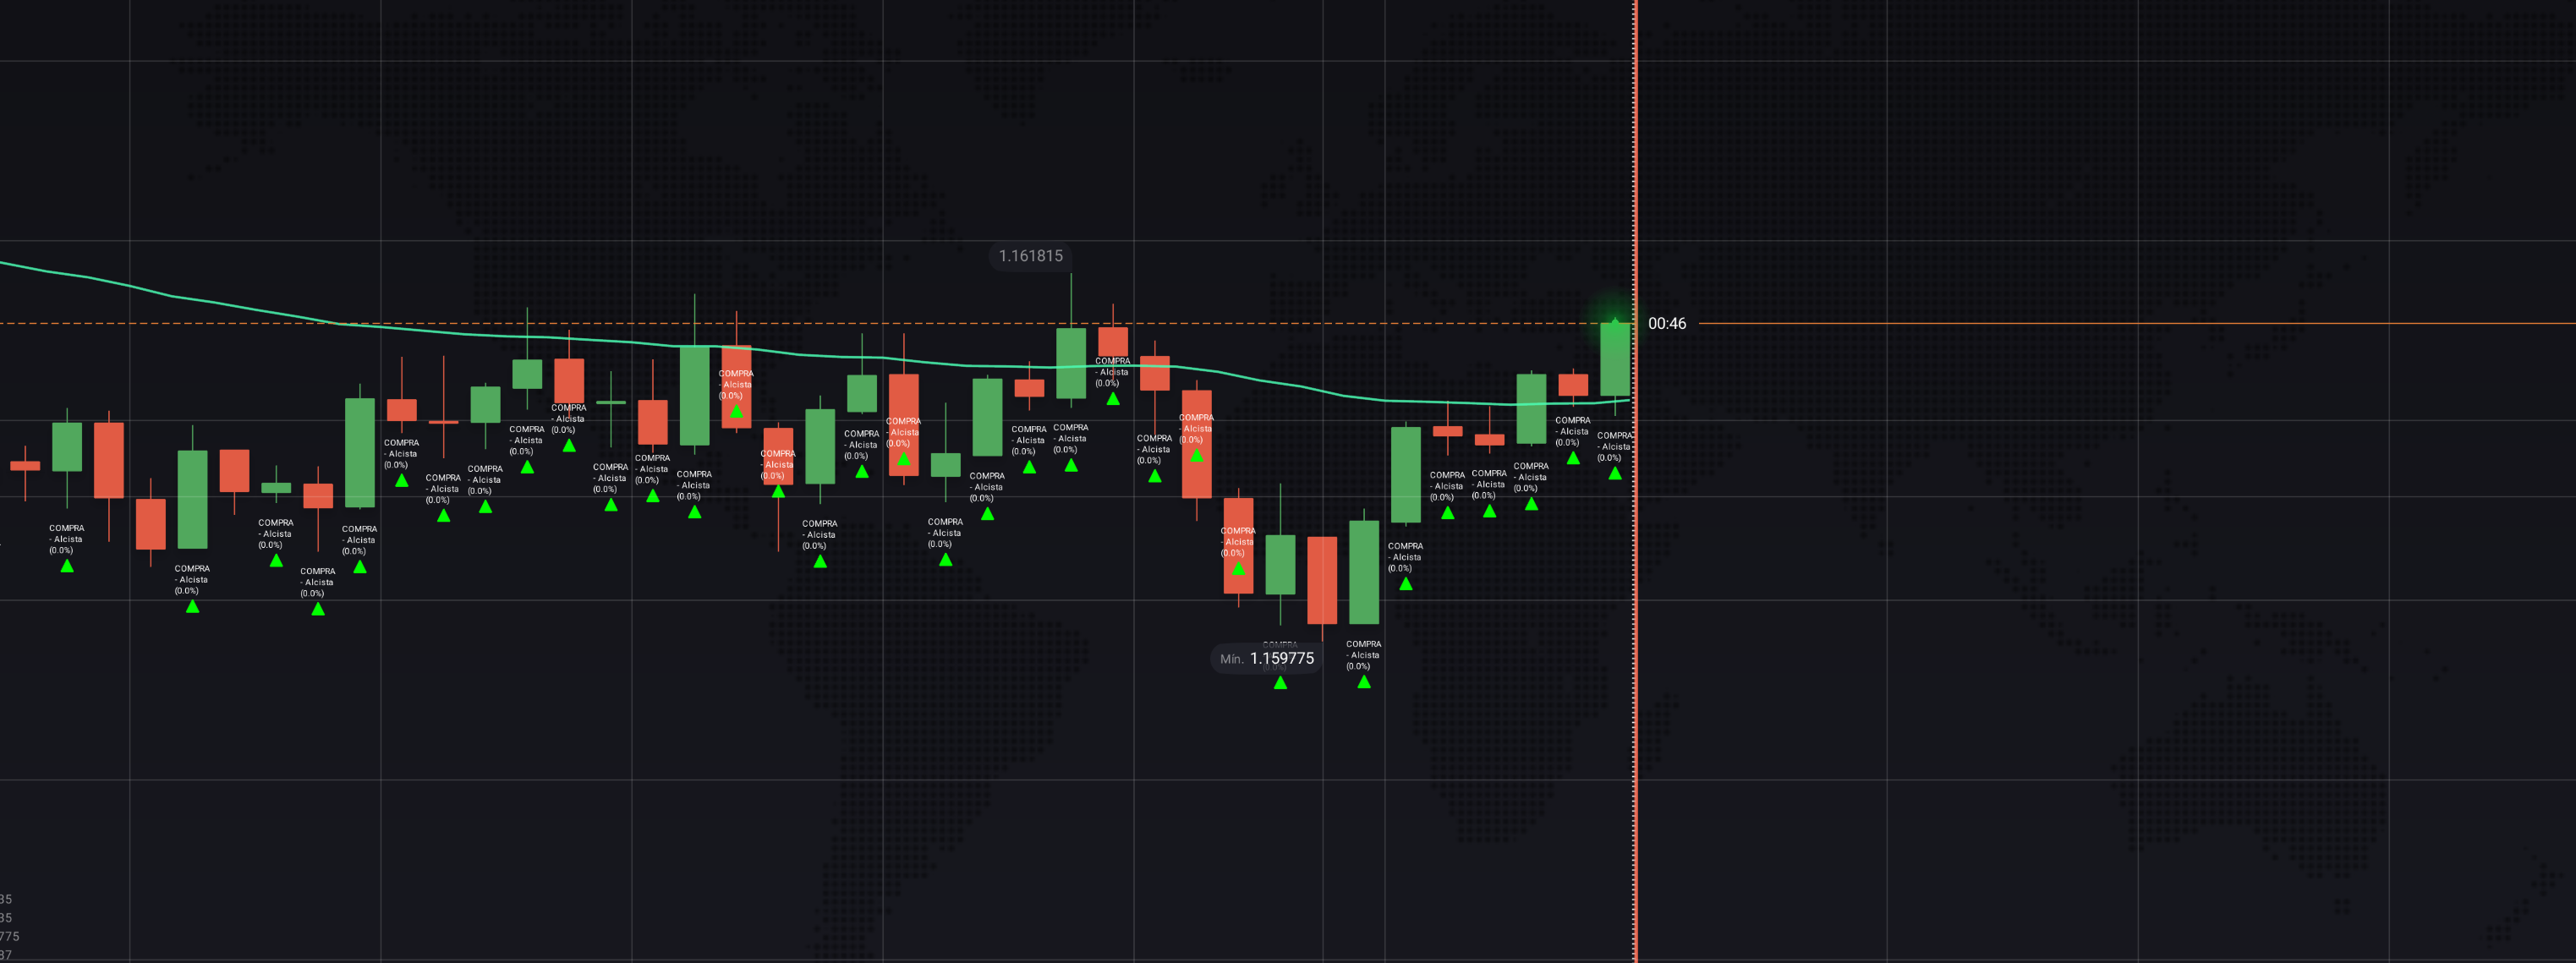 1.161815
00:46
COMPRA
- Alcista
(0.0%)
COMPRA
- Alcista
(0.0%)
COMPRA
- Alcista
(0.0%)
COMPRA
- Alcista
(0.0%)
COMPRA
- Alcista
(0.0%)
COMPRA
- Alcista
(0.0%)
COMPRA
- Alcista
(0.0%)
COMPRA
- Alcista
(0.0%)
COMPRA
- Alcista
(0.0%)
COMPRA
- Alcista
(0.0%)
COMPRA
- Alcista
(0.0%)
COMPRA
- Alcista
(0.0%)
COMPRA
- Alcista
(0.0%)
COMPRA
- Alcista
(0.0%)
COMPRA
- Alcista
(0.0%)
COMPRA
- Alcista
(0.0%)
COMPRA
- Alcista
(0.0%)
COMPRA
- Alcista
(0.0%)
COMPRA
- Alcista
(0.0%)
COMPRA
- Alcista
(0.0%)
COMPRA
- Alcista
(0.0%)
COMPRA
- Alcista
(0.0%)
COMPRA
- Alcista
(0.0%)
COMPRA
- Alcista
(0.0%)
COMPRA
- Alcista
(0.0%)
COMPRA
- Alcista
(0.0%)
Mín. 1.159775
COMPRA
- Alcista
(0.0%)
COMPRA
- Alcista
(0.0%)
COMPRA
- Alcista
(0.0%)
COMPRA
- Alcista
(0.0%)
COMPRA
- Alcista
(0.0%)
COMPRA
- Alcista
(0.0%)
COMPRA
- Alcista
(0.0%)
35
35
775
37